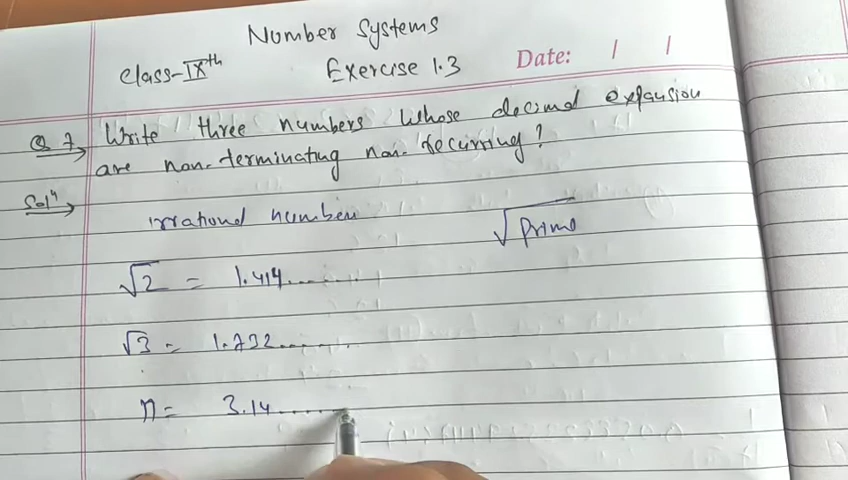 Number Systems
Class-IXth
Exercise 1.3
Date: / /
Q 7 Write three numbers whose decimal expansion
are non-terminating non-recurring?
Solⁿ
irrational numbers
√Prime
√2 = 1.414......
√3 = 1.732......
π = 3.14......